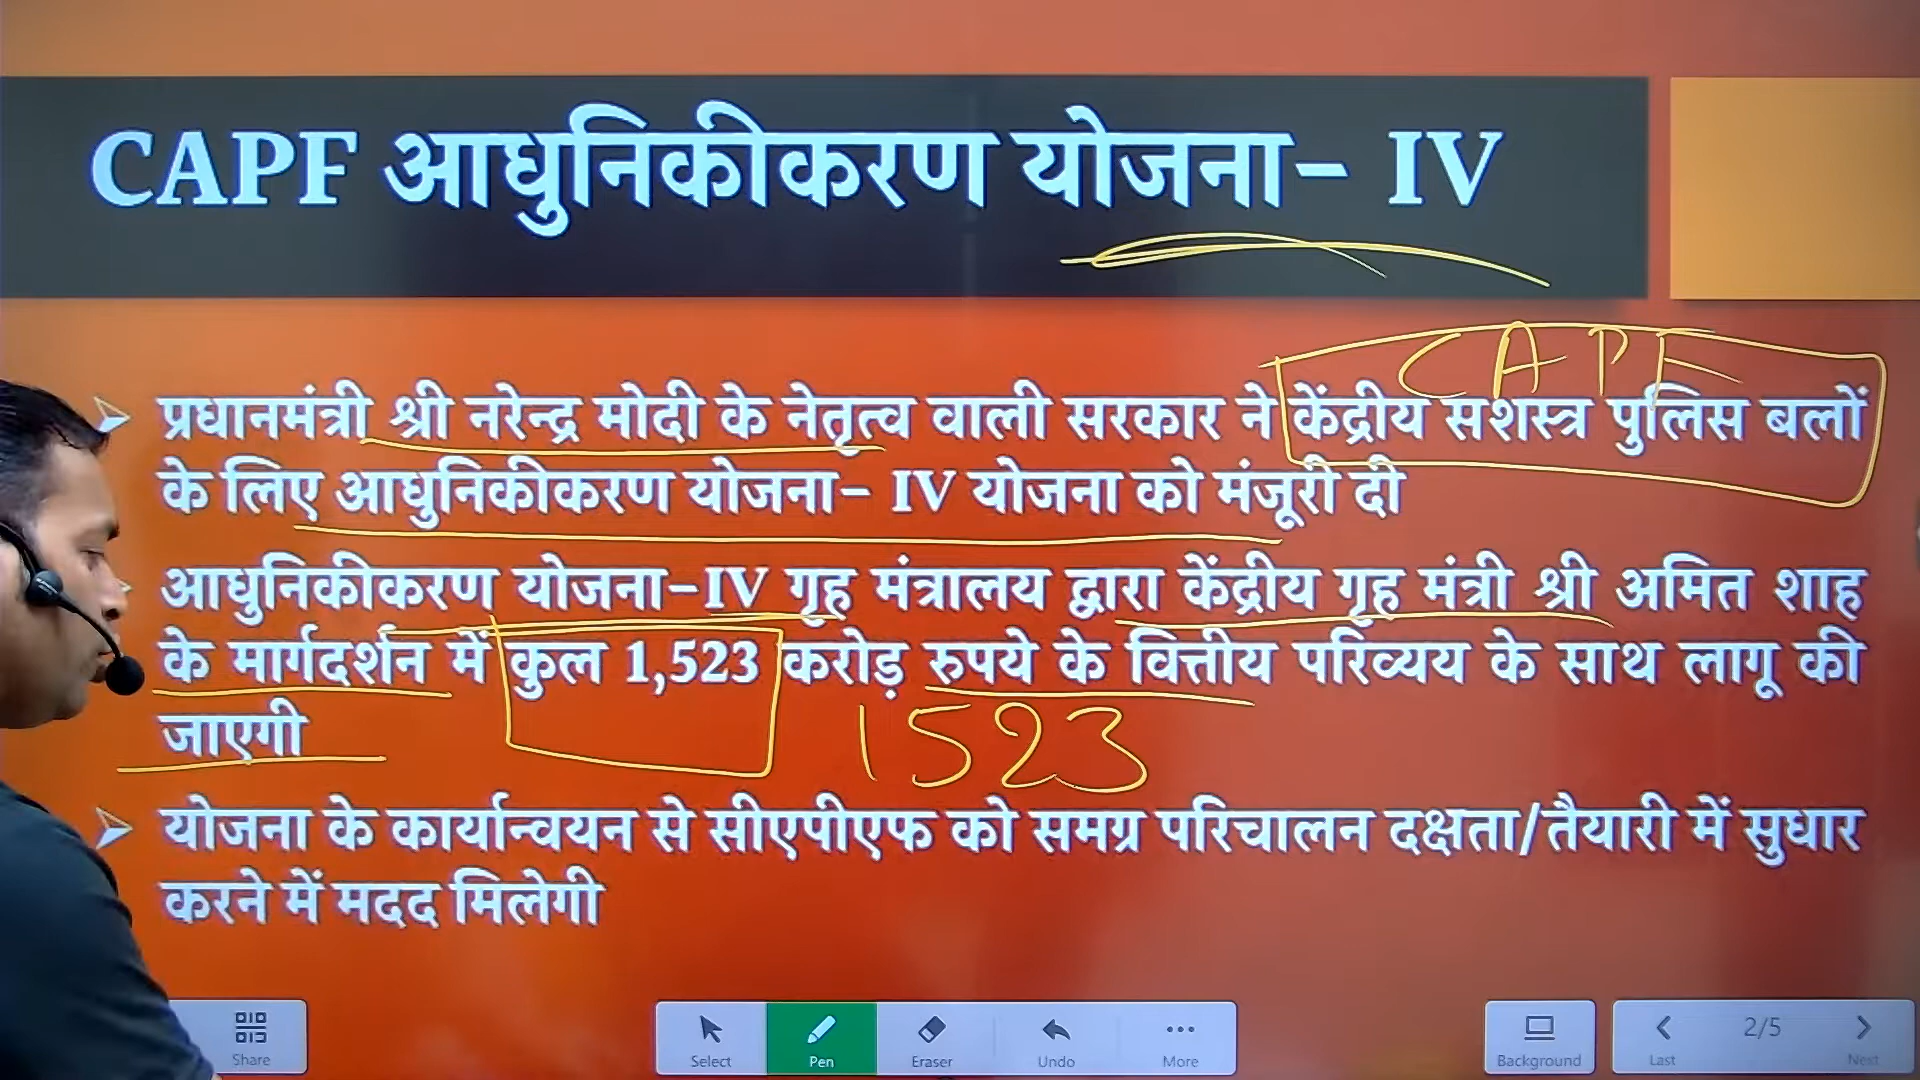 CAPF आधुनिकीकरण योजना- IV
CAPF
प्रधानमंत्री श्री नरेन्द्र मोदी के नेतृत्व वाली सरकार ने केंद्रीय सशस्त्र पुलिस बलों
के लिए आधुनिकीकरण योजना- IV योजना को मंजूरी दी
आधुनिकीकरण योजना-IV गृह मंत्रालय द्वारा केंद्रीय गृह मंत्री श्री अमित शाह
के मार्गदर्शन में कुल 1,523 करोड़ रुपये के वित्तीय परिव्यय के साथ लागू की
जाएगी
1523
योजना के कार्यान्वयन से सीएपीएफ को समग्र परिचालन दक्षता/तैयारी में सुधार
करने में मदद मिलेगी
Share
Select
Pen
Eraser
Undo
More
Background
Last
2/5
Next